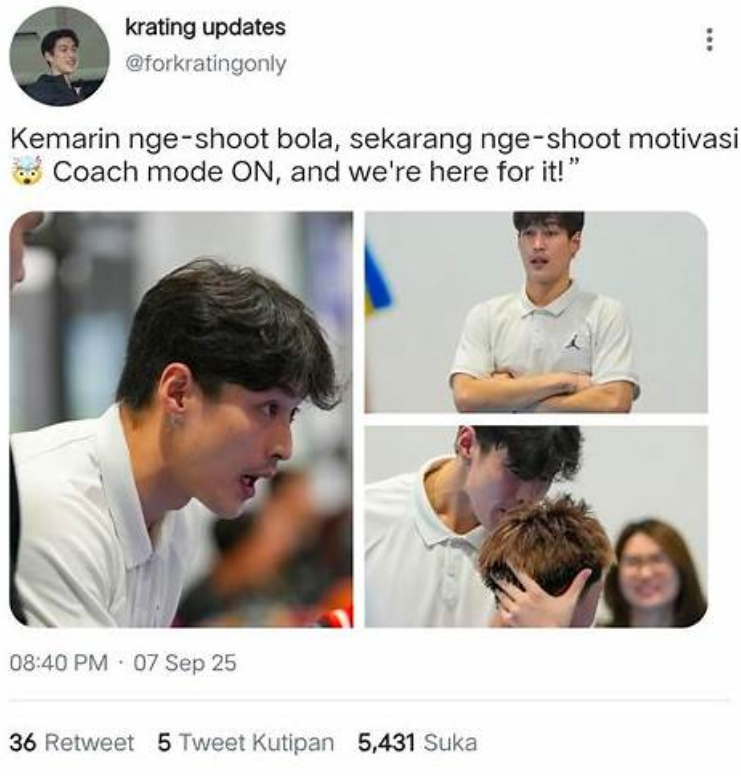 krating updates
@forkratingonly
Kemarin nge-shoot bola, sekarang nge-shoot motivasi
🤯 Coach mode ON, and we're here for it!”
08:40 PM · 07 Sep 25
36 Retweet 5 Tweet Kutipan 5,431 Suka